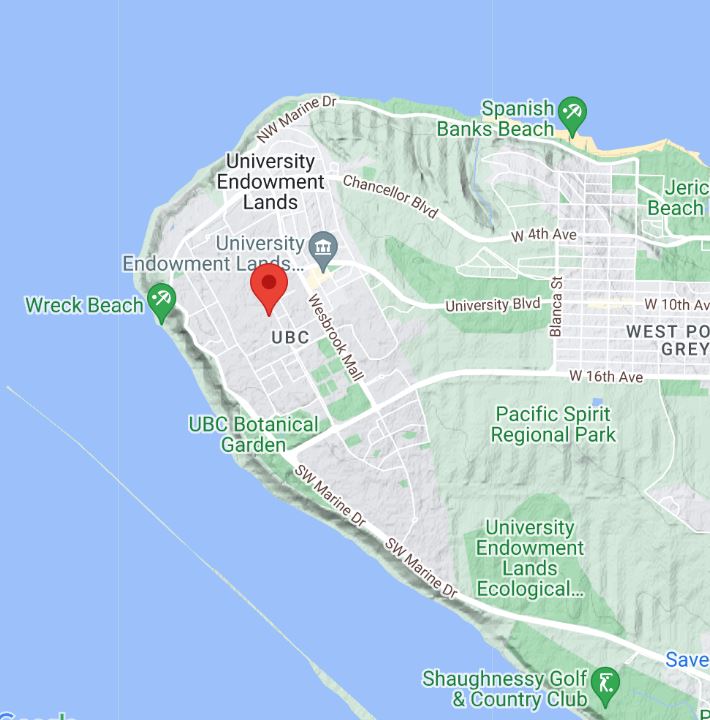 NW Marine Dr
Spanish
Banks Beach
University
Endowment
Lands
Chancellor Blvd
Jeric
Beach
W 4th Ave
University
Endowment Lands...
Wreck Beach
Wesbrook Mall
University Blvd
Blanca St
W 10th Av
UBC
WEST PO
GREY
W 16th Ave
UBC Botanical
Garden
Pacific Spirit
Regional Park
SW Marine Dr
SW Marine Dr
University
Endowment
Lands
Ecological...
Save
Shaughnessy Golf
& Country Club